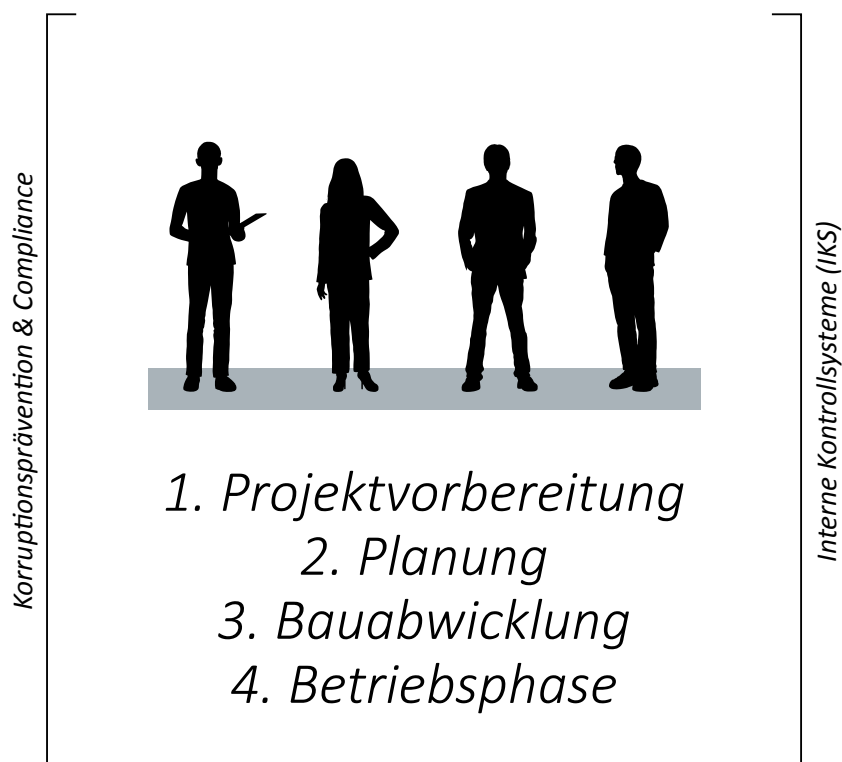 Korruptionsprävention & Compliance
1. Projektvorbereitung
2. Planung
3. Bauabwicklung
4. Betriebsphase
Interne Kontrollsysteme (IKS)